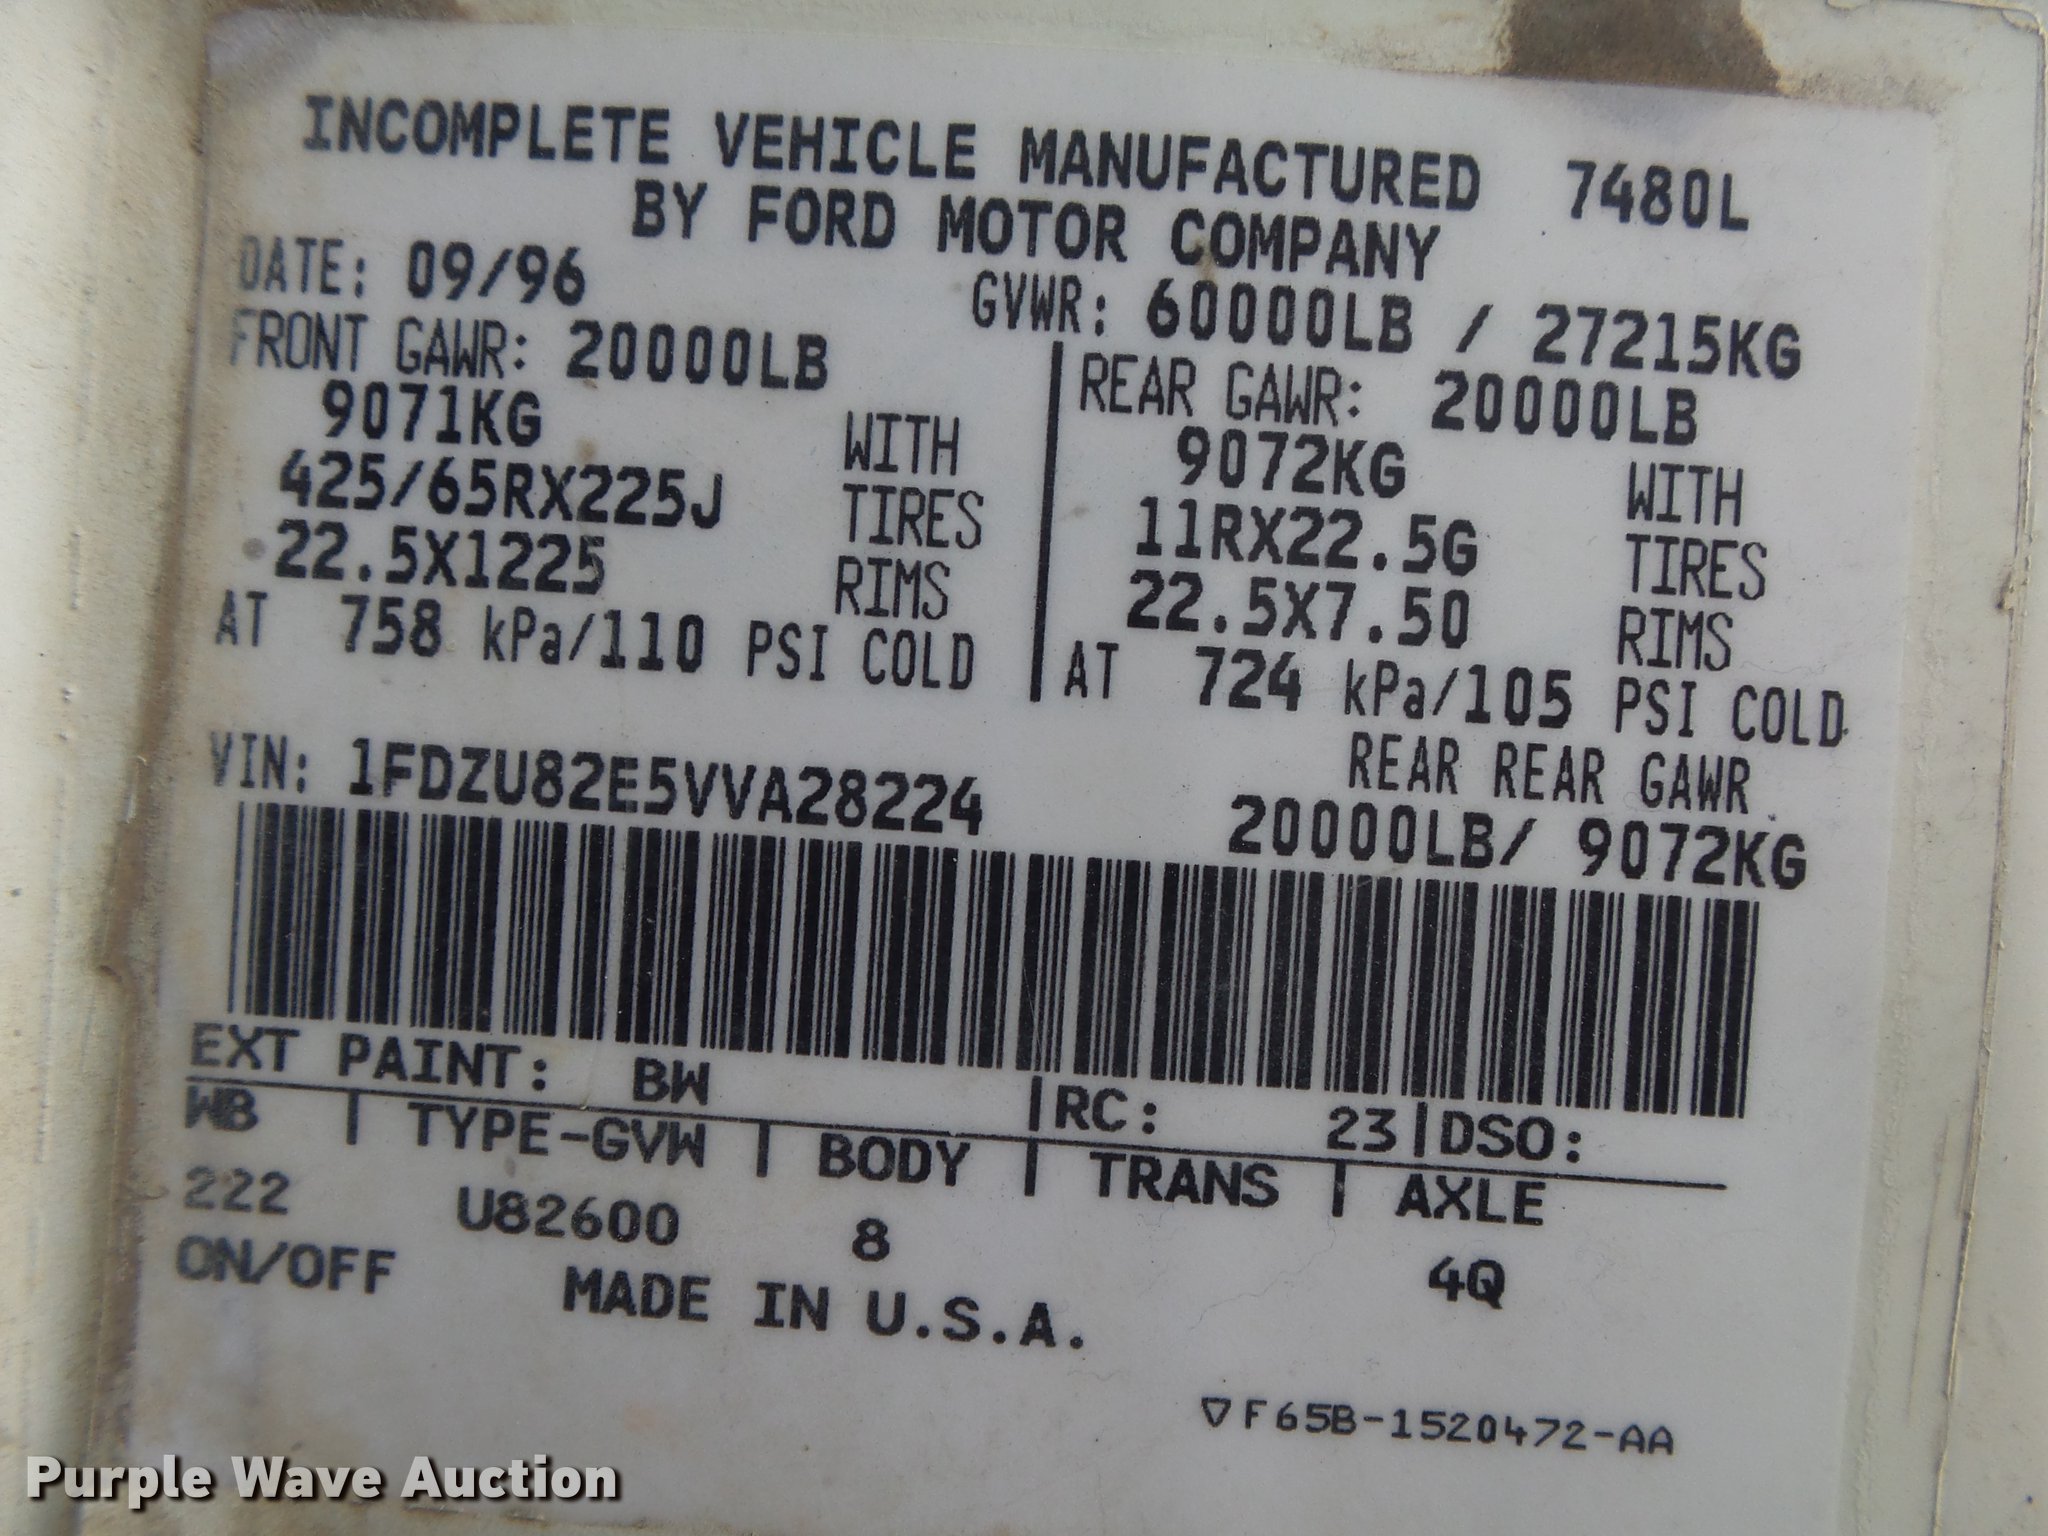 INCOMPLETE VEHICLE MANUFACTURED 7480L
BY FORD MOTOR COMPANY
DATE: 09/96 GVWR: 60000LB / 27215KG
FRONT GAWR: 20000LB
9071KG WITH
425/65RX225J TIRES
22.5X1225 RIMS
AT 758 kPa/110 PSI COLD
REAR GAWR: 20000LB
9072KG WITH
11RX22.5G TIRES
22.5X7.50 RIMS
AT 724 kPa/105 PSI COLD
REAR REAR GAWR
VIN: 1FDZU82E5VVA28224
20000LB/ 9072KG
EXT PAINT: BW RC: 23 DSO:
WB | TYPE-GVW | BODY | TRANS | AXLE
222 U82600 8 4Q
ON/OFF MADE IN U.S.A.
▽F65B-1520472-AA
Purple Wave Auction